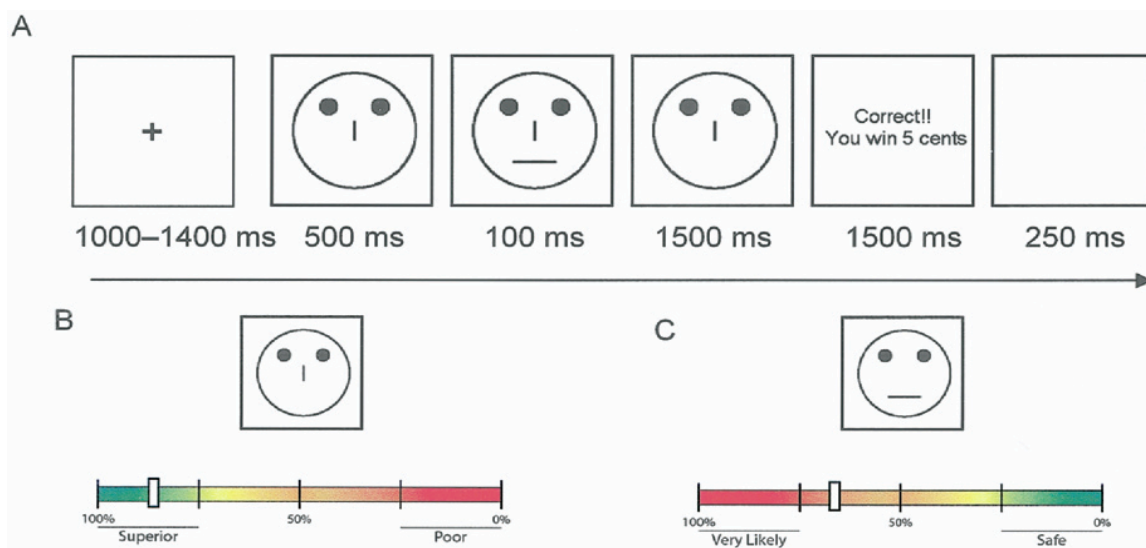 A
+
Correct!!
You win 5 cents
1000–1400 ms 500 ms 100 ms 1500 ms 1500 ms 250 ms
B
C
100% 50% 0%
Superior Poor
100% 50% 0%
Very Likely Safe